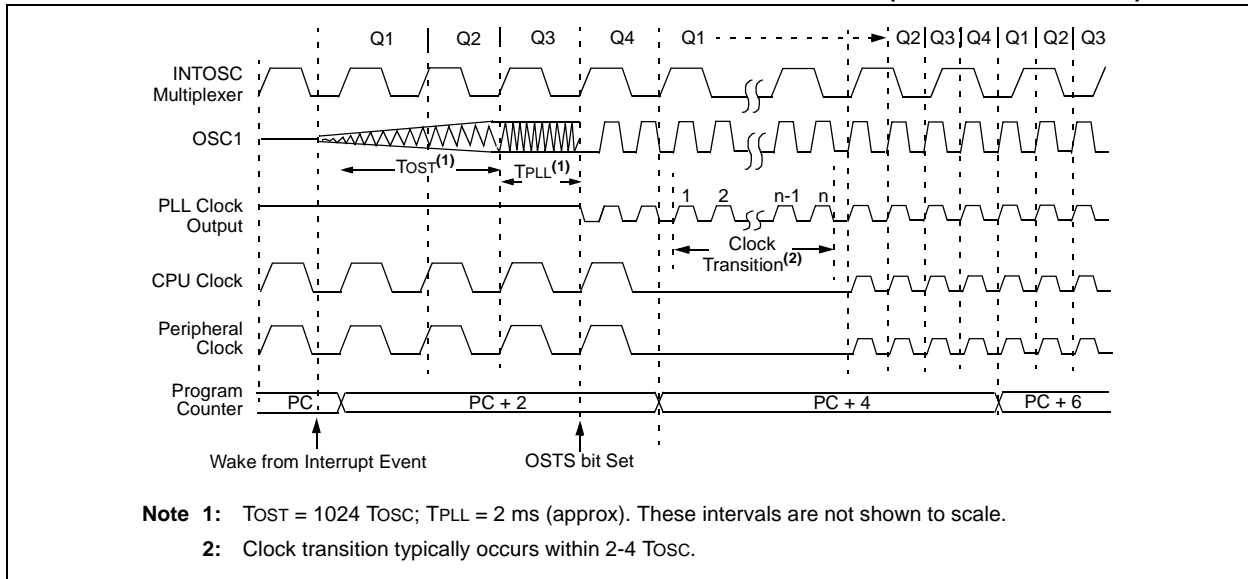 Q1 Q2 Q3 Q4 Q1 Q2 Q3 Q4 Q1 Q2 Q3
INTOSC
Multiplexer
OSC1
TOST(1)
TPLL(1)
PLL Clock
Output
1 2 n-1 n
Clock
Transition(2)
CPU Clock
Peripheral
Clock
Program
Counter
PC PC + 2 PC + 4 PC + 6
Wake from Interrupt Event
OSTS bit Set
Note 1: TOST = 1024 TOSC; TPLL = 2 ms (approx). These intervals are not shown to scale.
2: Clock transition typically occurs within 2-4 TOSC.